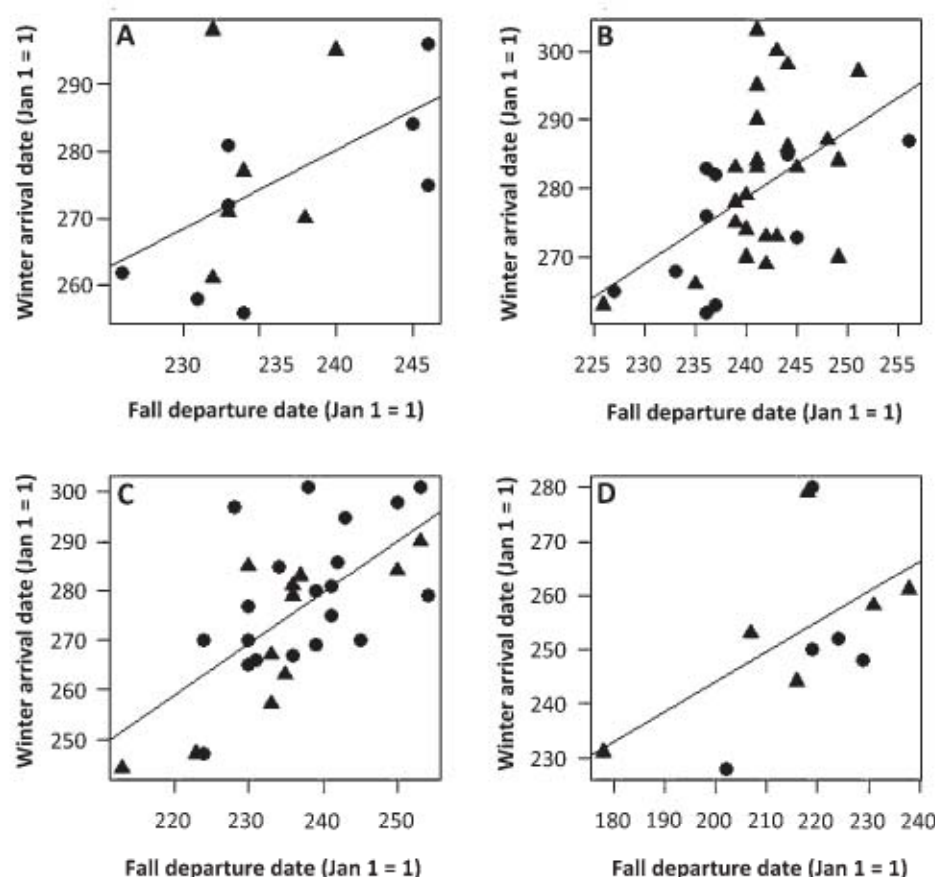 A
Winter arrival date (Jan 1 = 1)
290
280
270
260
230 235 240 245
Fall departure date (Jan 1 = 1)
B
Winter arrival date (Jan 1 = 1)
300
290
280
270
225 230 235 240 245 250 255
Fall departure date (Jan 1 = 1)
C
Winter arrival date (Jan 1 = 1)
300
290
280
270
260
250
220 230 240 250
Fall departure date (Jan 1 = 1)
D
Winter arrival date (Jan 1 = 1)
280
270
260
250
240
230
180 190 200 210 220 230 240
Fall departure date (Jan 1 = 1)